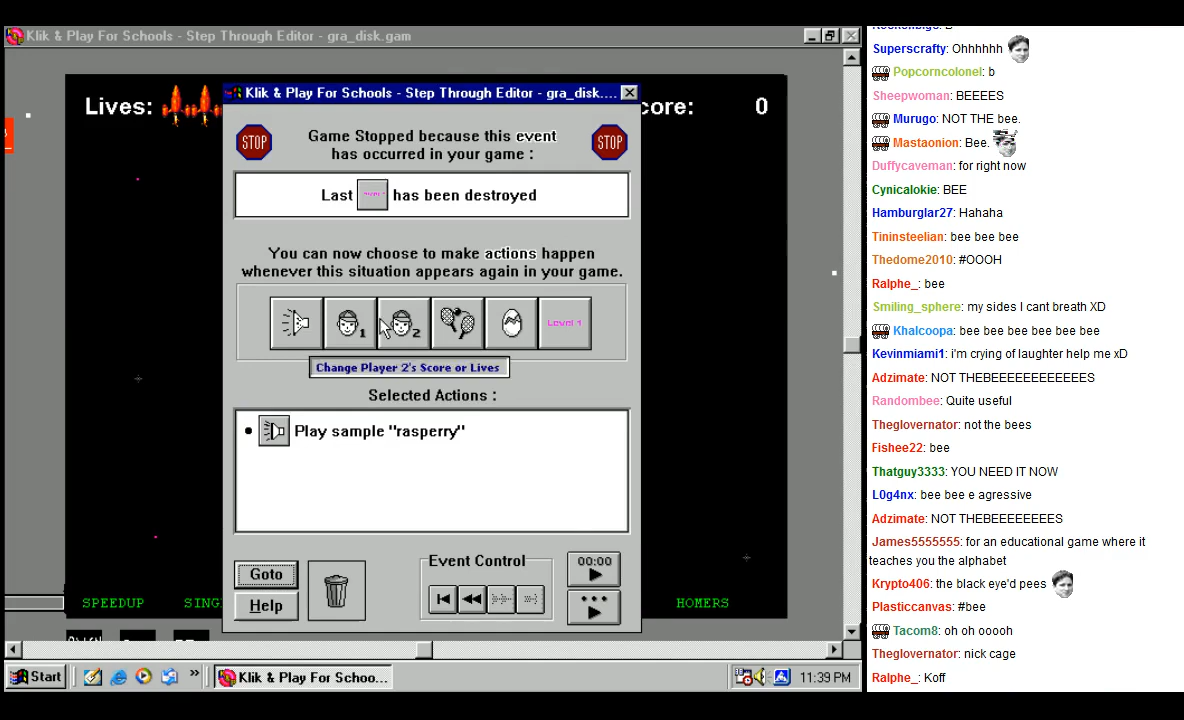 Klik & Play For Schools - Step Through Editor - gra_disk.gam
Lives:
core: 0
Klik & Play For Schools - Step Through Editor - gra_disk....
STOP
Game Stopped because this event
has occurred in your game :
STOP
Last has been destroyed
You can now choose to make actions happen
whenever this situation appears again in your game.
1
2
Level 1
Change Player 2's Score or Lives
Selected Actions :
• Play sample "rasperry"
Goto
Help
Event Control
00:00
SPEEDUP
SING
HOMERS
Start
»
Klik & Play For Schoo...
11:39 PM
Superscrafty: Ohhhhhh
Popcorncolonel: b
Sheepwoman: BEEEES
Murugo: NOT THE bee.
Mastaonion: Bee.
Duffycaveman: for right now
Cynicalokie: BEE
Hamburglar27: Hahaha
Tininsteelian: bee bee bee
Thedome2010: #OOOH
Ralphe_: bee
Smiling_sphere: my sides I cant breath XD
Khalcoopa: bee bee bee bee bee bee
Kevinmiami1: i'm crying of laughter help me xD
Adzimate: NOT THEBEEEEEEEEEEEES
Randombee: Quite useful
Theglovernator: not the bees
Fishee22: bee
Thatguy3333: YOU NEED IT NOW
L0g4nx: bee bee e agressive
Adzimate: NOT THEBEEEEEEEES
James5555555: for an educational game where it
teaches you the alphabet
Krypto406: the black eye'd pees
Plasticcanvas: #bee
Tacom8: oh oh ooooh
Theglovernator: nick cage
Ralphe_: Koff